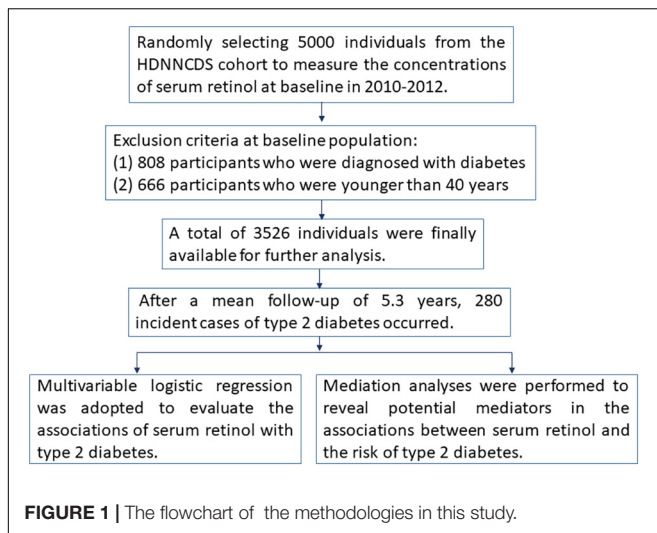 Randomly selecting 5000 individuals from the
HDNNCDS cohort to measure the concentrations
of serum retinol at baseline in 2010-2012.
Exclusion criteria at baseline population:
(1) 808 participants who were diagnosed with diabetes
(2) 666 participants who were younger than 40 years
A total of 3526 individuals were finally
available for further analysis.
After a mean follow-up of 5.3 years, 280
incident cases of type 2 diabetes occurred.
Multivariable logistic regression
was adopted to evaluate the
associations of serum retinol with
type 2 diabetes.
Mediation analyses were performed to
reveal potential mediators in the
associations between serum retinol and
the risk of type 2 diabetes.
FIGURE 1 | The flowchart of the methodologies in this study.